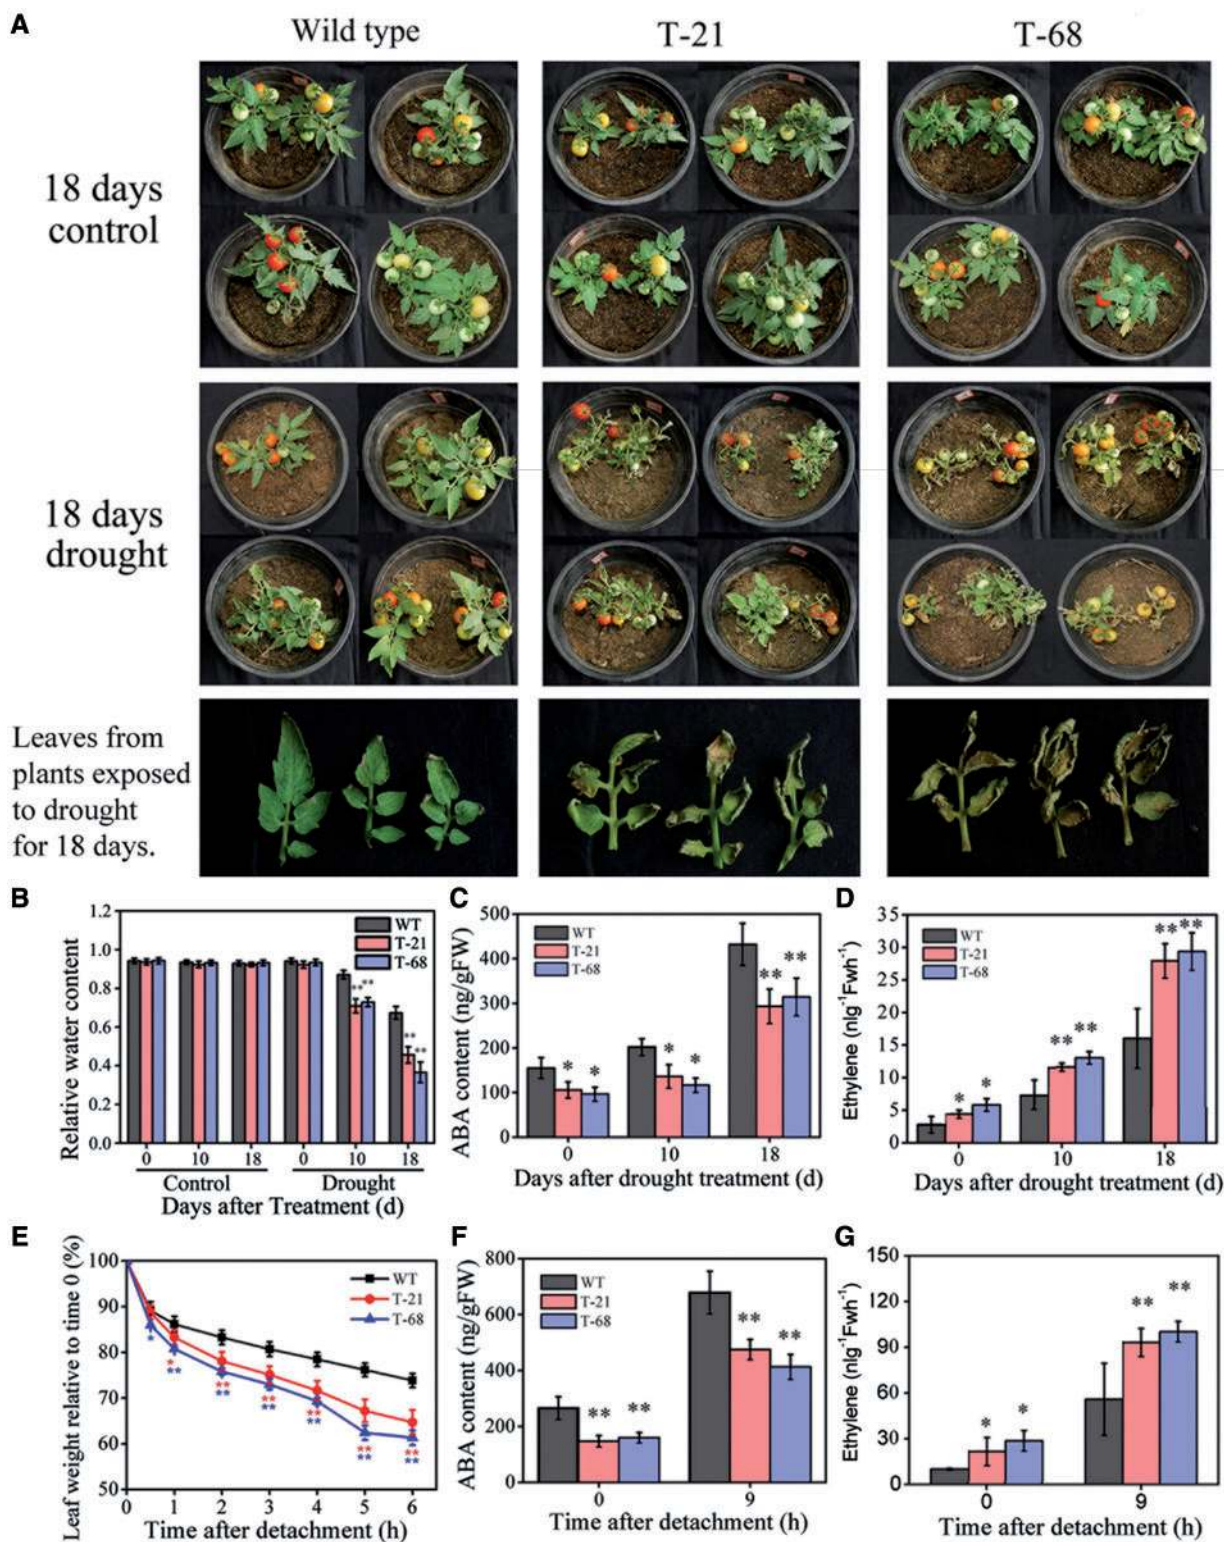 A
Wild type
T-21
T-68
18 days
control
18 days
drought
Leaves from
plants exposed
to drought
for 18 days.
B
1.2
1.0
0.8
0.6
0.4
0.2
0.0
Relative water content
WT
T-21
T-68
**
**
**
**
0
10
18
0
10
18
Control
Drought
Days after Treatment (d)
C
500
400
300
200
100
0
ABA content (ng/gFW)
WT
T-21
T-68
*
*
*
*
**
**
0
10
18
Days after drought treatment (d)
D
35
30
25
20
15
10
5
0
Ethylene (nlg⁻¹Fwh⁻¹)
WT
T-21
T-68
*
*
**
**
**
**
0
10
18
Days after drought treatment (d)
E
100
90
80
70
60
50
Leaf weight relative to time 0 (%)
WT
T-21
T-68
*
*
**
**
**
**
**
**
**
**
**
**
**
0
1
2
3
4
5
6
Time after detachment (h)
F
800
600
400
200
0
ABA content (ng/gFW)
WT
T-21
T-68
**
**
**
**
0
9
Time after detachment (h)
G
150
120
90
60
30
0
Ethylene (nlg⁻¹Fwh⁻¹)
*
*
**
**
0
9
Time after detachment (h)